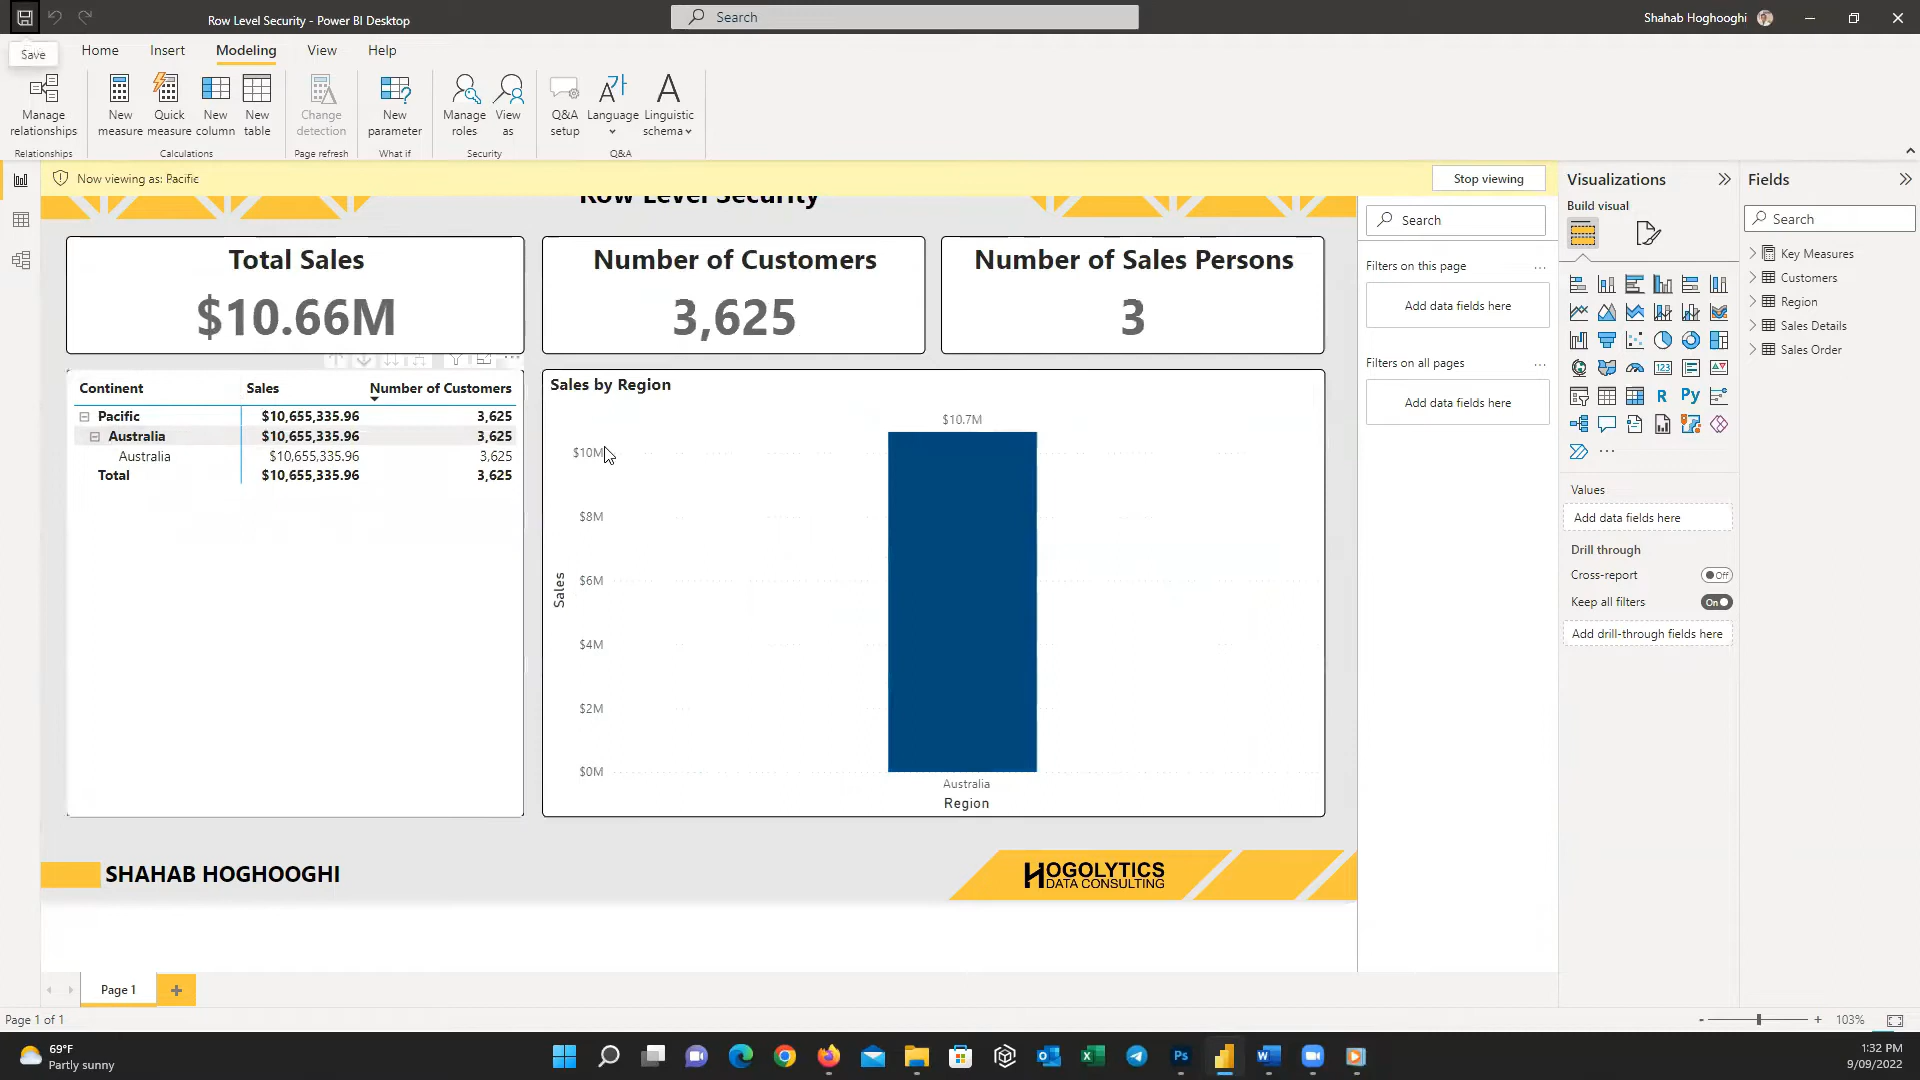 Row Level Security - Power BI Desktop
Search
Shahab Hoghooghi
Save
Home
Insert
Modeling
View
Help
Manage relationships
New measure
Quick measure
New column
New table
Change detection
New parameter
Manage roles
View as
Q&A setup
Language
Linguistic schema
Relationships
Calculations
Page refresh
What if
Security
Q&A
Now viewing as: Pacific
Stop viewing
Row Level Security
Total Sales
$10.66M
Number of Customers
3,625
Number of Sales Persons
3
Continent Sales Number of Customers
Pacific $10,655,335.96 3,625
Australia $10,655,335.96 3,625
Australia $10,655,335.96 3,625
Total $10,655,335.96 3,625
Sales by Region
$10.7M
$10M
$8M
$6M
$4M
$2M
$0M
Sales
Australia
Region
SHAHAB HOGHOOGHI
HOGOLYTICS
DATA CONSULTING
Search
Filters on this page
...
Add data fields here
Filters on all pages
...
Add data fields here
Visualizations
Build visual
R
Py
...
Values
Add data fields here
Drill through
Cross-report
Off
Keep all filters
On
Add drill-through fields here
Fields
Search
Key Measures
Customers
Region
Sales Details
Sales Order
Page 1
Page 1 of 1
- + 103%
69°F
Partly sunny
Ps
1:32 PM
9/09/2022